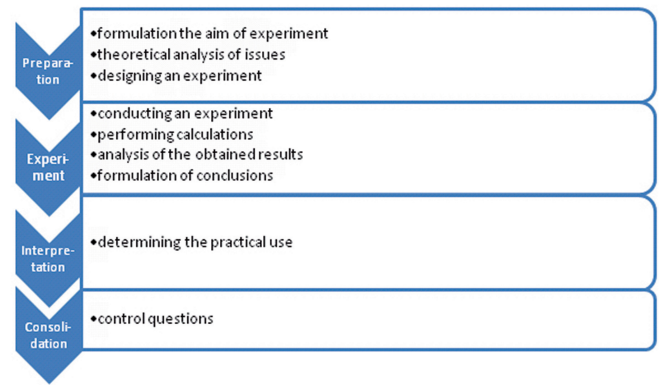 Prepara-
tion
•formulation the aim of experiment
•theoretical analysis of issues
•designing an experiment
Experi-
ment
•conducting an experiment
•performing calculations
•analysis of the obtained results
•formulation of conclusions
Interpre-
tation
•determining the practical use
Consoli-
dation
•control questions